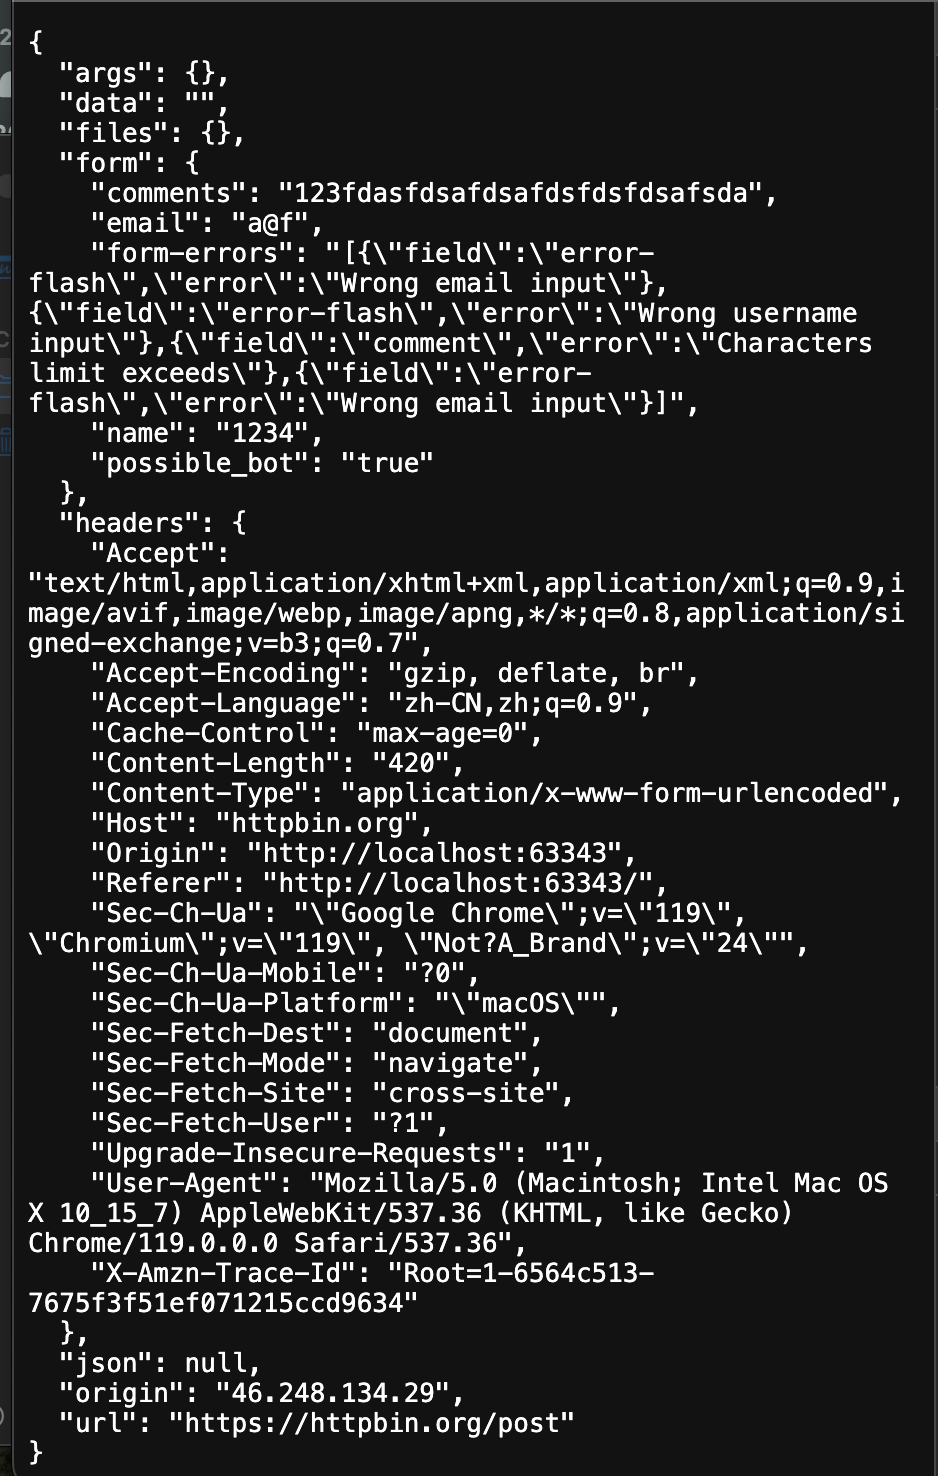 {
  "args": {},
  "data": "",
  "files": {},
  "form": {
    "comments": "123fdasfdsafdsafdsfdsfdsafsda",
    "email": "a@f",
    "form-errors": "[{\"field\":\"error-
flash\",\"error\":\"Wrong email input\"},
{\"field\":\"error-flash\",\"error\":\"Wrong username
input\"},{\"field\":\"comment\",\"error\":\"Characters
limit exceeds\"},{\"field\":\"error-
flash\",\"error\":\"Wrong email input\"}]",
    "name": "1234",
    "possible_bot": "true"
  },
  "headers": {
    "Accept":
"text/html,application/xhtml+xml,application/xml;q=0.9,i
mage/avif,image/webp,image/apng,*/*;q=0.8,application/si
gned-exchange;v=b3;q=0.7",
    "Accept-Encoding": "gzip, deflate, br",
    "Accept-Language": "zh-CN,zh;q=0.9",
    "Cache-Control": "max-age=0",
    "Content-Length": "420",
    "Content-Type": "application/x-www-form-urlencoded",
    "Host": "httpbin.org",
    "Origin": "http://localhost:63343",
    "Referer": "http://localhost:63343/",
    "Sec-Ch-Ua": "\"Google Chrome\";v=\"119\",
\"Chromium\";v=\"119\", \"Not?A_Brand\";v=\"24\"",
    "Sec-Ch-Ua-Mobile": "?0",
    "Sec-Ch-Ua-Platform": "\"macOS\"",
    "Sec-Fetch-Dest": "document",
    "Sec-Fetch-Mode": "navigate",
    "Sec-Fetch-Site": "cross-site",
    "Sec-Fetch-User": "?1",
    "Upgrade-Insecure-Requests": "1",
    "User-Agent": "Mozilla/5.0 (Macintosh; Intel Mac OS
X 10_15_7) AppleWebKit/537.36 (KHTML, like Gecko)
Chrome/119.0.0.0 Safari/537.36",
    "X-Amzn-Trace-Id": "Root=1-6564c513-
7675f3f51ef071215ccd9634"
  },
  "json": null,
  "origin": "46.248.134.29",
  "url": "https://httpbin.org/post"
}